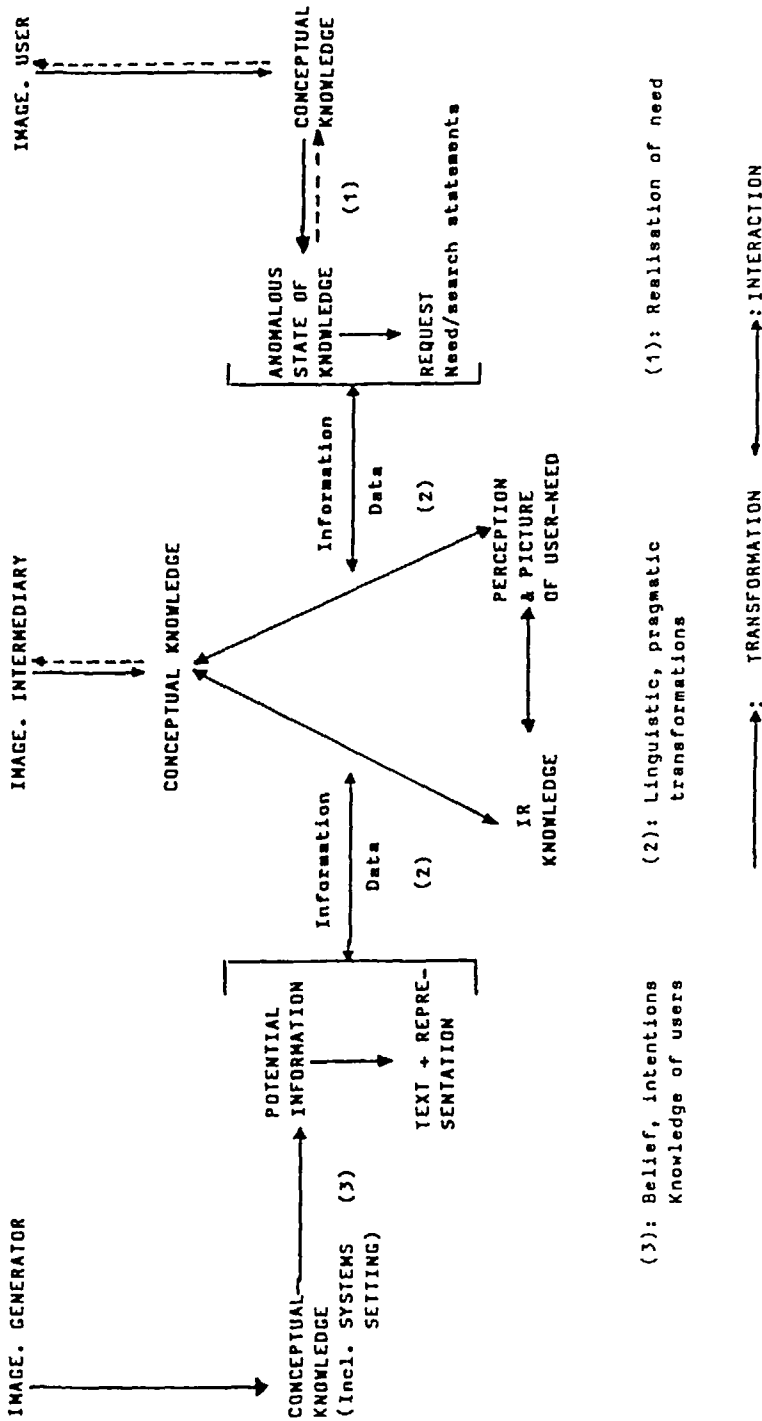 IMAGE. GENERATOR
IMAGE. INTERMEDIARY
IMAGE. USER
CONCEPTUAL
KNOWLEDGE
(Incl. SYSTEMS
SETTING)
(3)
POTENTIAL
INFORMATION
TEXT + REPRE-
SENTATION
Information
Data
(2)
CONCEPTUAL KNOWLEDGE
IR
KNOWLEDGE
PERCEPTION
& PICTURE
OF USER-NEED
Information
Data
(2)
ANOMALOUS
STATE OF
KNOWLEDGE
REQUEST
Need/search statements
(1)
CONCEPTUAL
KNOWLEDGE
(3): Belief, intentions
Knowledge of users
(2): Linguistic, pragmatic
transformations
(1): Realisation of need
: TRANSFORMATION
:INTERACTION